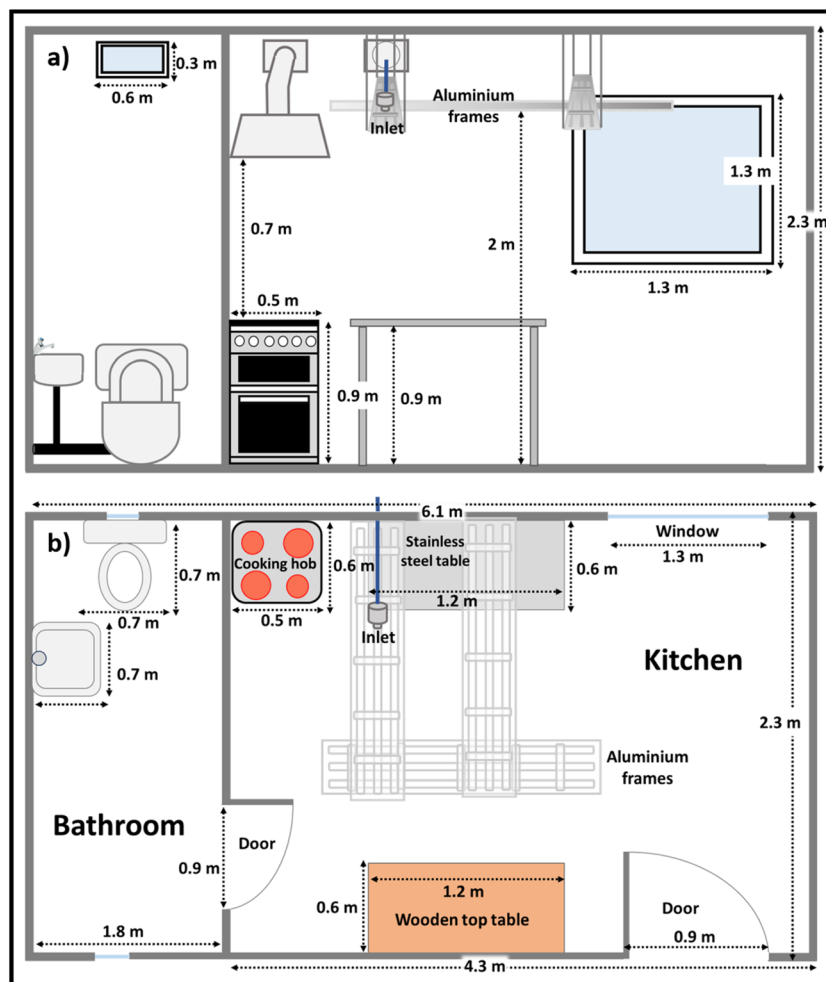 a)
0.3 m
0.6 m
Aluminium
frames
Inlet
1.3 m
2.3 m
0.7 m
2 m
1.3 m
0.5 m
0.9 m
0.9 m
6.1 m
b)
Cooking hob
0.6 m
Stainless
steel table
0.6 m
Window
1.3 m
0.7 m
1.2 m
0.7 m
0.5 m
Inlet
0.7 m
Kitchen
2.3 m
Aluminium
frames
Bathroom
Door
0.9 m
1.2 m
0.6 m
Wooden top table
Door
0.9 m
1.8 m
4.3 m